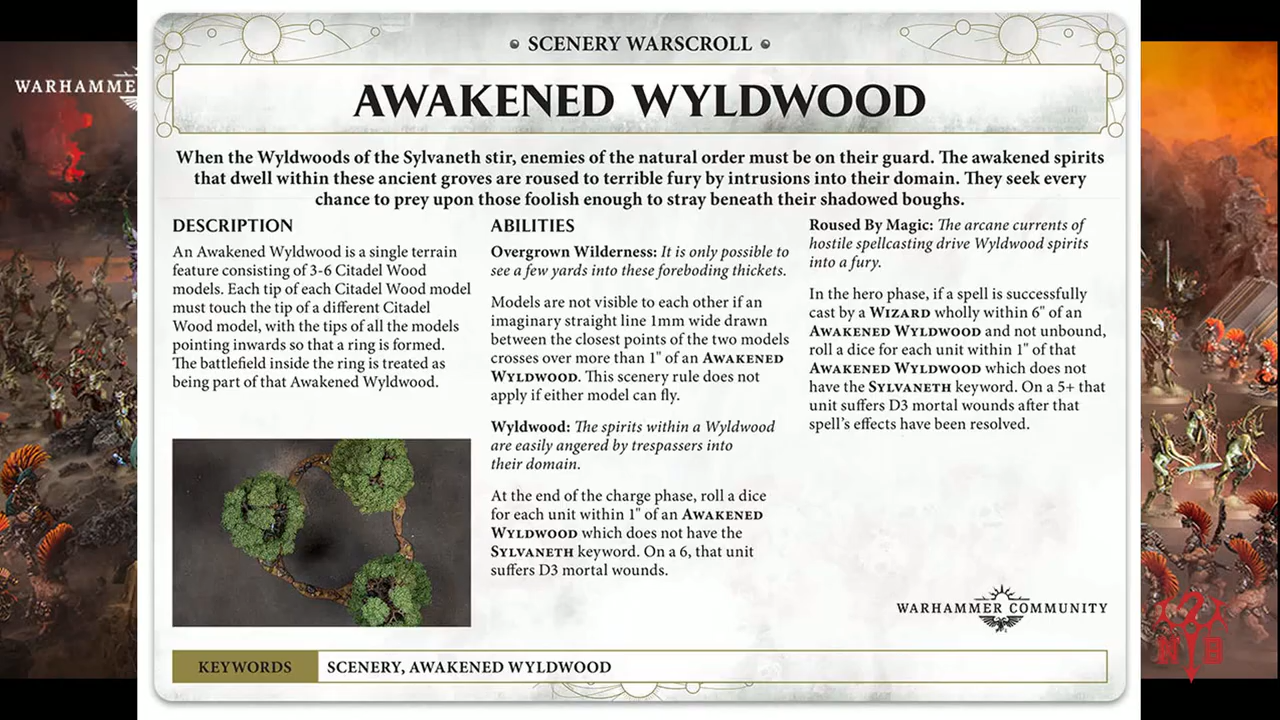 WARHAMME
SCENERY WARSCROLL
AWAKENED WYLDWOOD
When the Wyldwoods of the Sylvaneth stir, enemies of the natural order must be on their guard. The awakened spirits
that dwell within these ancient groves are roused to terrible fury by intrusions into their domain. They seek every
chance to prey upon those foolish enough to stray beneath their shadowed boughs.
DESCRIPTION
An Awakened Wyldwood is a single terrain
feature consisting of 3-6 Citadel Wood
models. Each tip of each Citadel Wood model
must touch the tip of a different Citadel
Wood model, with the tips of all the models
pointing inwards so that a ring is formed.
The battlefield inside the ring is treated as
being part of that Awakened Wyldwood.
ABILITIES
Overgrown Wilderness: It is only possible to
see a few yards into these foreboding thickets.
Models are not visible to each other if an
imaginary straight line 1mm wide drawn
between the closest points of the two models
crosses over more than 1" of an AWAKENED
WYLDWOOD. This scenery rule does not
apply if either model can fly.
Wyldwood: The spirits within a Wyldwood
are easily angered by trespassers into
their domain.
At the end of the charge phase, roll a dice
for each unit within 1" of an AWAKENED
WYLDWOOD which does not have the
SYLVANETH keyword. On a 6, that unit
suffers D3 mortal wounds.
Roused By Magic: The arcane currents of
hostile spellcasting drive Wyldwood spirits
into a fury.
In the hero phase, if a spell is successfully
cast by a WIZARD wholly within 6" of an
AWAKENED WYLDWOOD and not unbound,
roll a dice for each unit within 1" of that
AWAKENED WYLDWOOD which does not
have the SYLVANETH keyword. On a 5+ that
unit suffers D3 mortal wounds after that
spell's effects have been resolved.
WARHAMMER COMMUNITY
KEYWORDS
SCENERY, AWAKENED WYLDWOOD